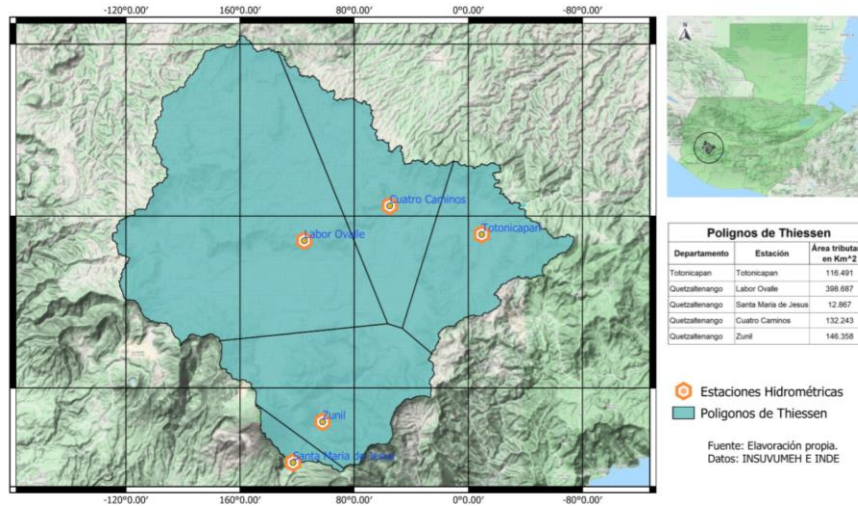 -120°0.00' 160°0.00' 80°0.00' 0°0.00' -80°0.00'
N
Cuatro Caminos
Totonicapan
Labor Ovalle
Zunil
Santa Maria de Jesus
-120°0.00' 160°0.00' 80°0.00' 0°0.00' -80°0.00'
Polignos de Thiessen
Departamento Estación Área tributa
en Km^2
Totonicapan Totonicapan 116.491
Quetzaltenango Labor Ovalle 398.687
Quetzaltenango Santa Maria de Jesus 12.867
Quetzaltenango Cuatro Caminos 132.243
Quetzaltenango Zunil 146.358
Estaciones Hidrométricas
Poligonos de Thiessen
Fuente: Elavoración propia.
Datos: INSUVUMEH E INDE